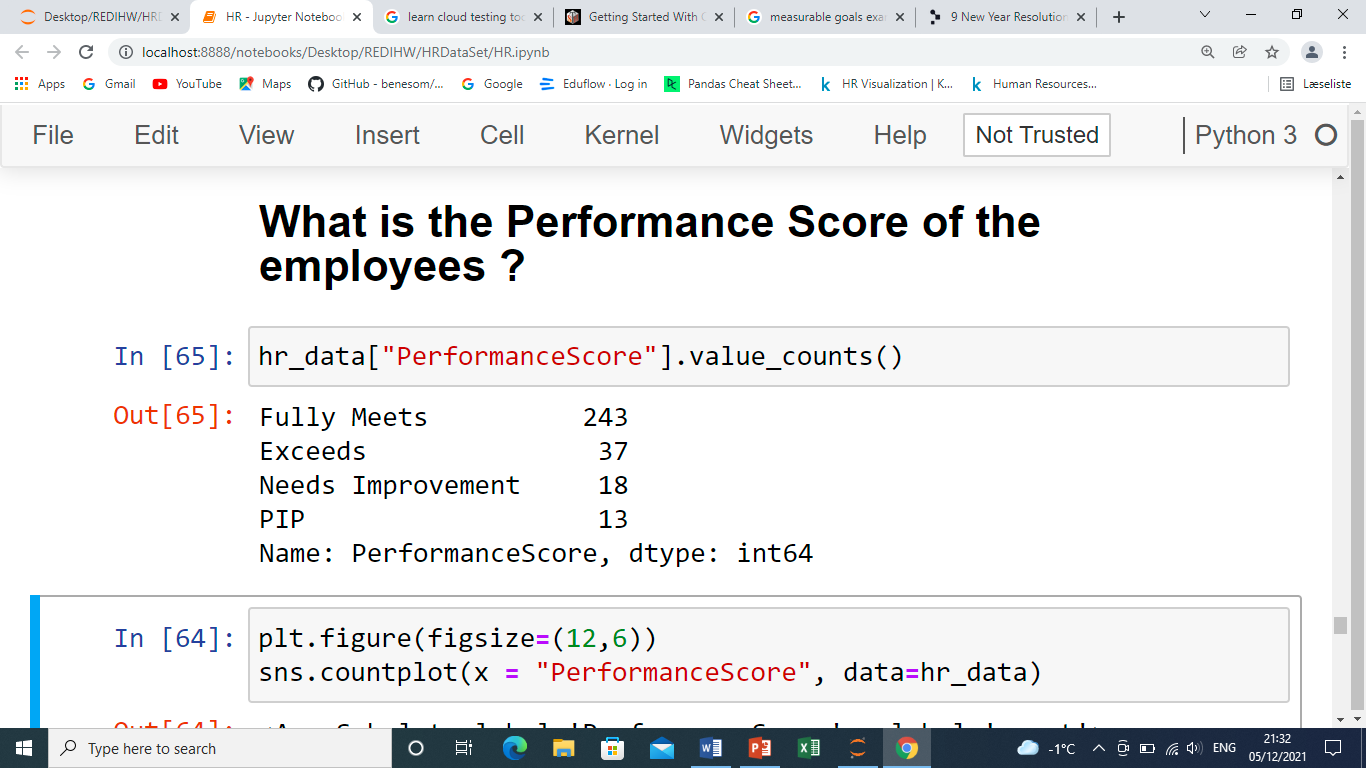 Desktop/REDIHW/HRD
HR - Jupyter Noteboo
learn cloud testing too
Getting Started With
measurable goals exa
9 New Year Resolution
localhost:8888/notebooks/Desktop/REDIHW/HRDataSet/HR.ipynb
Apps
Gmail
YouTube
Maps
GitHub - benesom/...
Google
Eduflow · Log in
Pandas Cheat Sheet...
HR Visualization | K...
Human Resources...
Læseliste
File
Edit
View
Insert
Cell
Kernel
Widgets
Help
Not Trusted
Python 3
What is the Performance Score of the
employees ?
In [65]: hr_data["PerformanceScore"].value_counts()
Out[65]: Fully Meets 243
Exceeds 37
Needs Improvement 18
PIP 13
Name: PerformanceScore, dtype: int64
In [64]: plt.figure(figsize=(12,6))
sns.countplot(x = "PerformanceScore", data=hr_data)
Type here to search
-1°C
ENG
21:32
05/12/2021